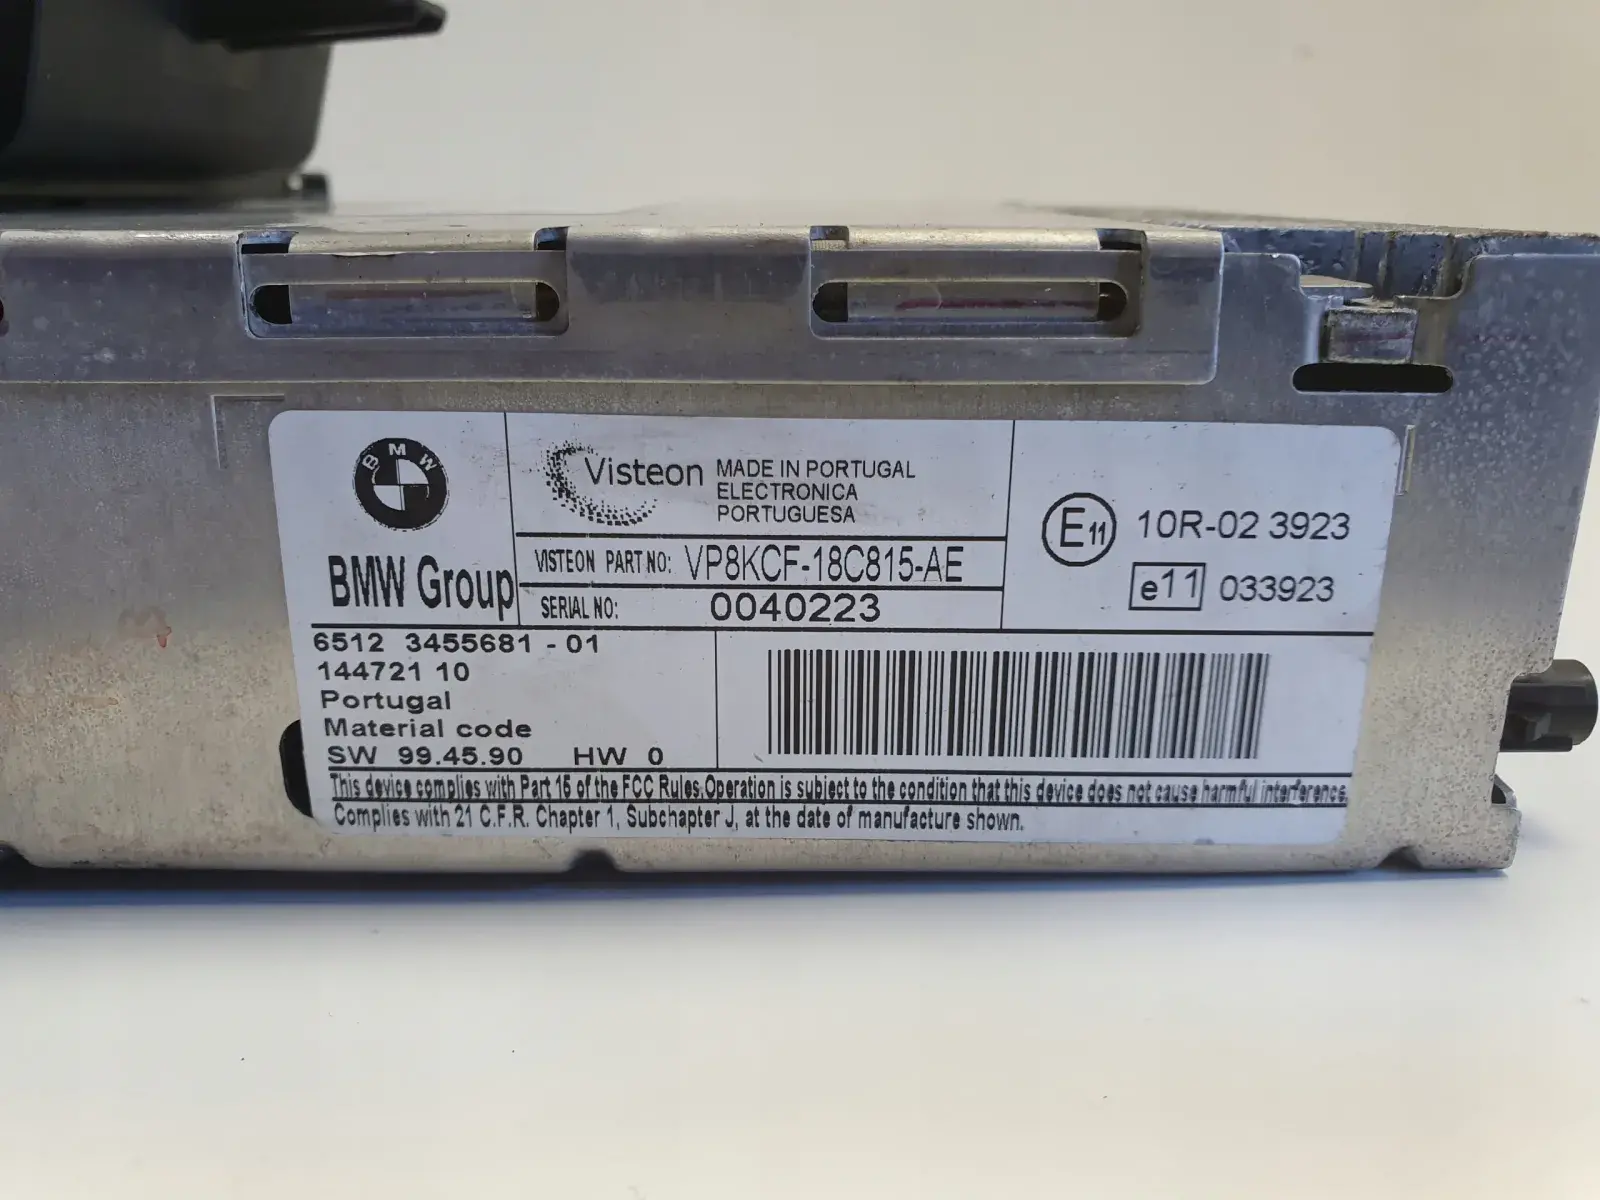 BMW
BMW Group
Visteon
MADE IN PORTUGAL
ELECTRONICA
PORTUGUESA
VISTEON PART NO: VP8KCF-18C815-AE
SERIAL NO: 0040223
E11 10R-02 3923
e11 033923
6512 3455681 - 01
144721 10
Portugal
Material code
SW 99.45.90 HW 0
This device complies with Part 15 of the FCC Rules.Operation is subject to the condition that this device does not cause harmful interference.
Complies with 21 C.F.R. Chapter 1, Subchapter J, at the date of manufacture shown.